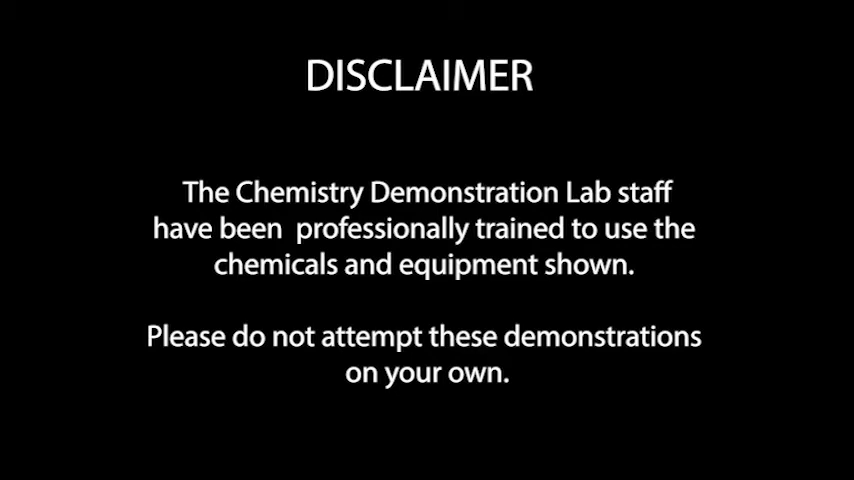 DISCLAIMER
The Chemistry Demonstration Lab staff
have been  professionally trained to use the
chemicals and equipment shown.
Please do not attempt these demonstrations
on your own.